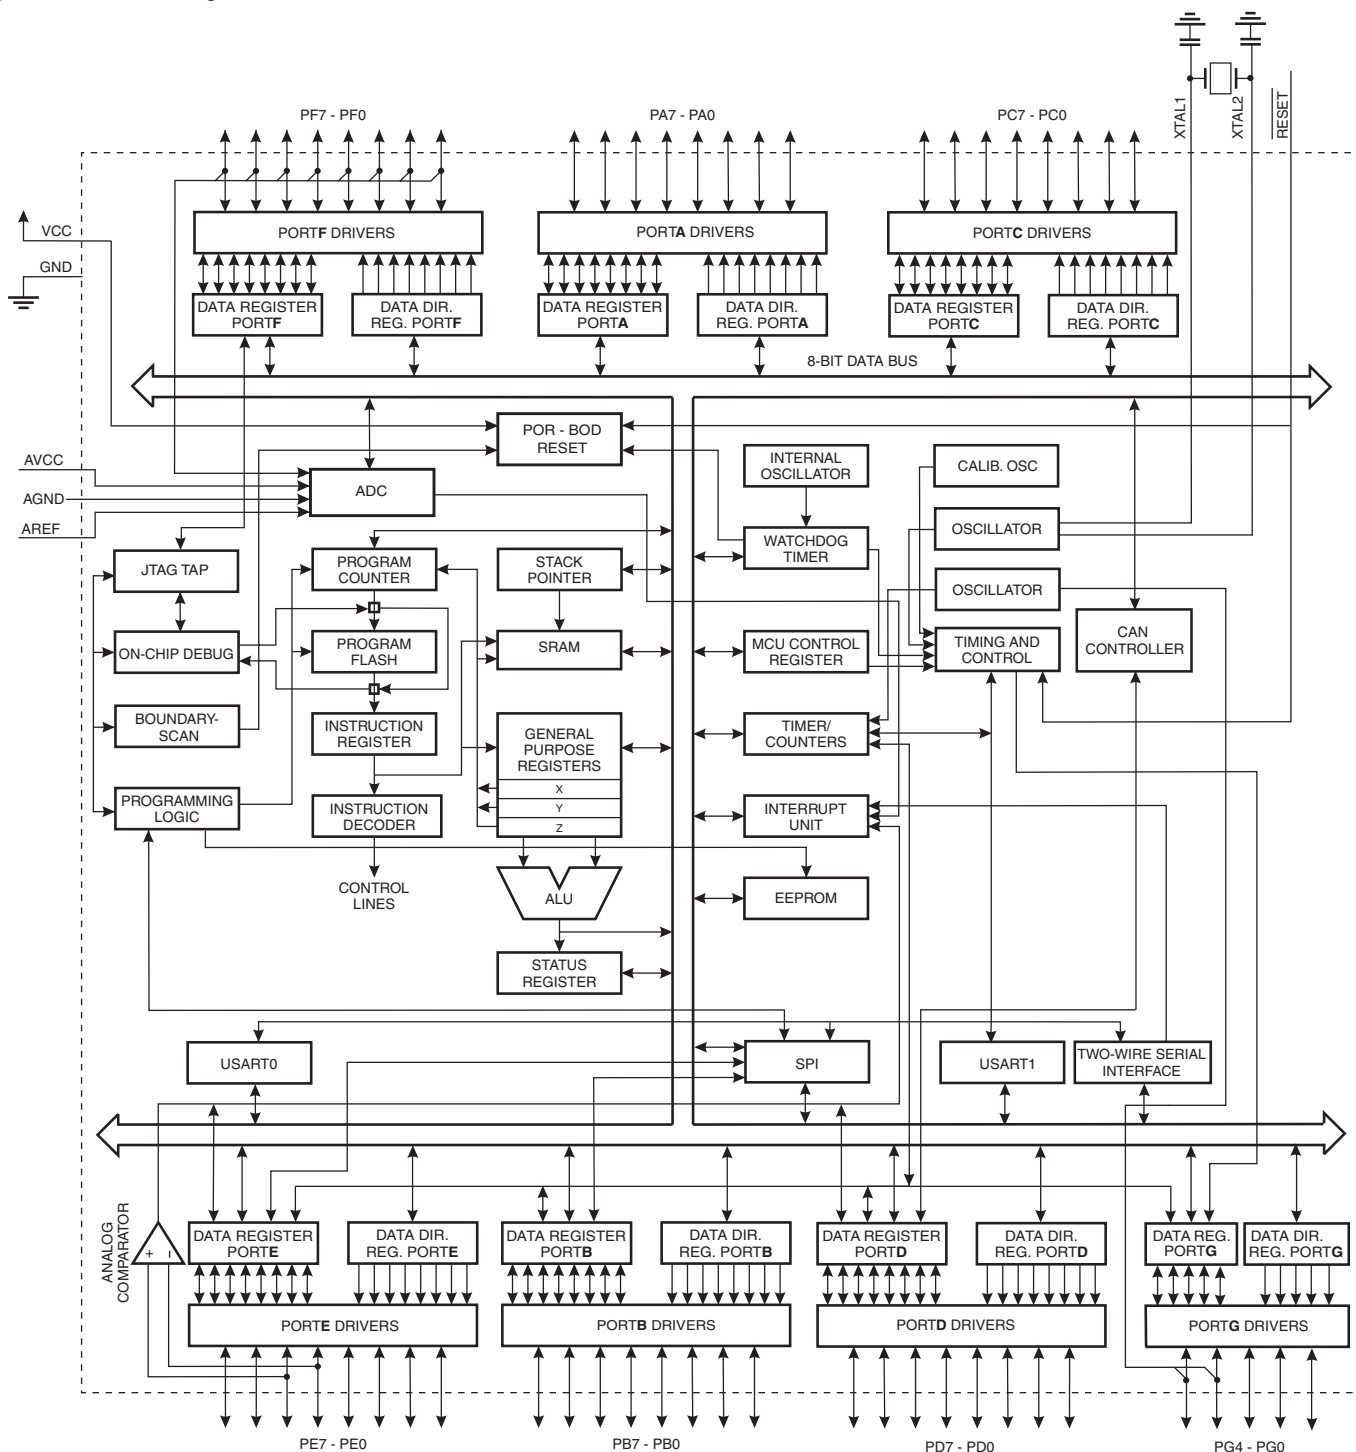 XTAL1
XTAL2
RESET
PF7 - PF0
PA7 - PA0
PC7 - PC0
VCC
GND
PORTF DRIVERS
PORTA DRIVERS
PORTC DRIVERS
DATA REGISTER
PORTF
DATA DIR.
REG. PORTF
DATA REGISTER
PORTA
DATA DIR.
REG. PORTA
DATA REGISTER
PORTC
DATA DIR.
REG. PORTC
8-BIT DATA BUS
POR - BOD
RESET
AVCC
AGND
AREF
ADC
INTERNAL
OSCILLATOR
CALIB. OSC
WATCHDOG
TIMER
OSCILLATOR
JTAG TAP
PROGRAM
COUNTER
STACK
POINTER
OSCILLATOR
ON-CHIP DEBUG
PROGRAM
FLASH
SRAM
MCU CONTROL
REGISTER
TIMING AND
CONTROL
CAN
CONTROLLER
BOUNDARY-
SCAN
INSTRUCTION
REGISTER
GENERAL
PURPOSE
REGISTERS
X
Y
Z
TIMER/
COUNTERS
PROGRAMMING
LOGIC
INSTRUCTION
DECODER
INTERRUPT
UNIT
CONTROL
LINES
ALU
EEPROM
STATUS
REGISTER
USART0
SPI
USART1
TWO-WIRE SERIAL
INTERFACE
ANALOG
COMPARATOR
+
-
DATA REGISTER
PORTE
DATA DIR.
REG. PORTE
DATA REGISTER
PORTB
DATA DIR.
REG. PORTB
DATA REGISTER
PORTD
DATA DIR.
REG. PORTD
DATA REG.
PORTG
DATA DIR.
REG. PORTG
PORTE DRIVERS
PORTB DRIVERS
PORTD DRIVERS
PORTG DRIVERS
PE7 - PE0
PB7 - PB0
PD7 - PD0
PG4 - PG0